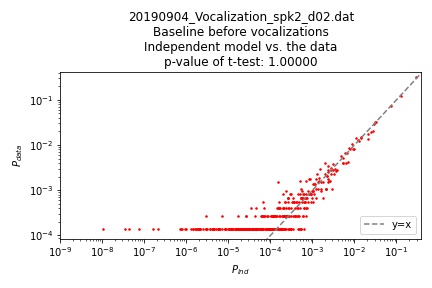 20190904_Vocalization_spk2_d02.dat
Baseline before vocalizations
Independent model vs. the data
p-value of t-test: 1.00000
10⁻¹
10⁻²
10⁻³
10⁻⁴
P_data
y=x
10⁻⁹ 10⁻⁸ 10⁻⁷ 10⁻⁶ 10⁻⁵ 10⁻⁴ 10⁻³ 10⁻² 10⁻¹
P_ind